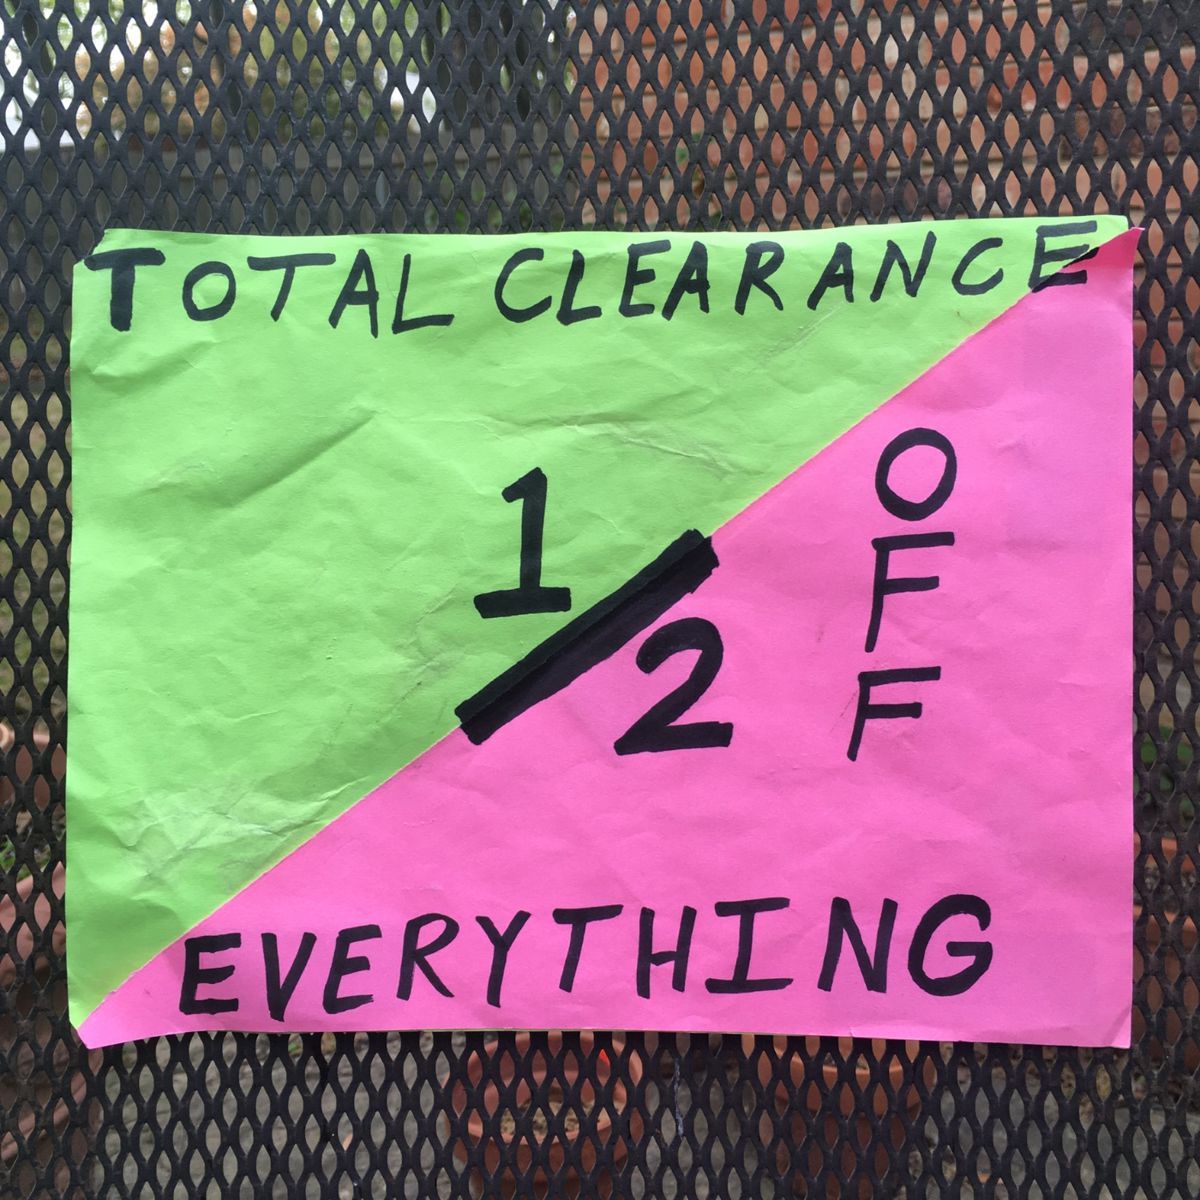 TOTAL CLEARANCE
1/2 OFF
EVERYTHING